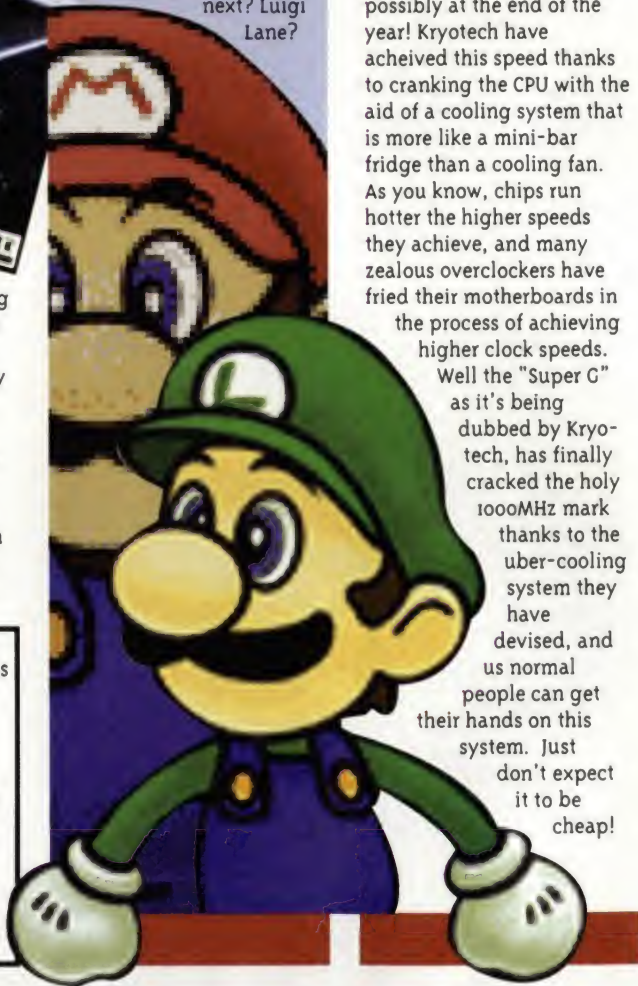 next? Luigi
Lane?
M
L
g
y
s
possibly at the end of the
year! Kryotech have
acheived this speed thanks
to cranking the CPU with the
aid of a cooling system that
is more like a mini-bar
fridge than a cooling fan.
As you know, chips run
hotter the higher speeds
they achieve, and many
zealous overclockers have
fried their motherboards in
the process of achieving
higher clock speeds.
Well the "Super G"
as it's being
dubbed by Kryo-
tech, has finally
cracked the holy
1000MHz mark
thanks to the
uber-cooling
system they
have
devised, and
us normal
people can get
their hands on this
system. Just
don't expect
it to be
cheap!